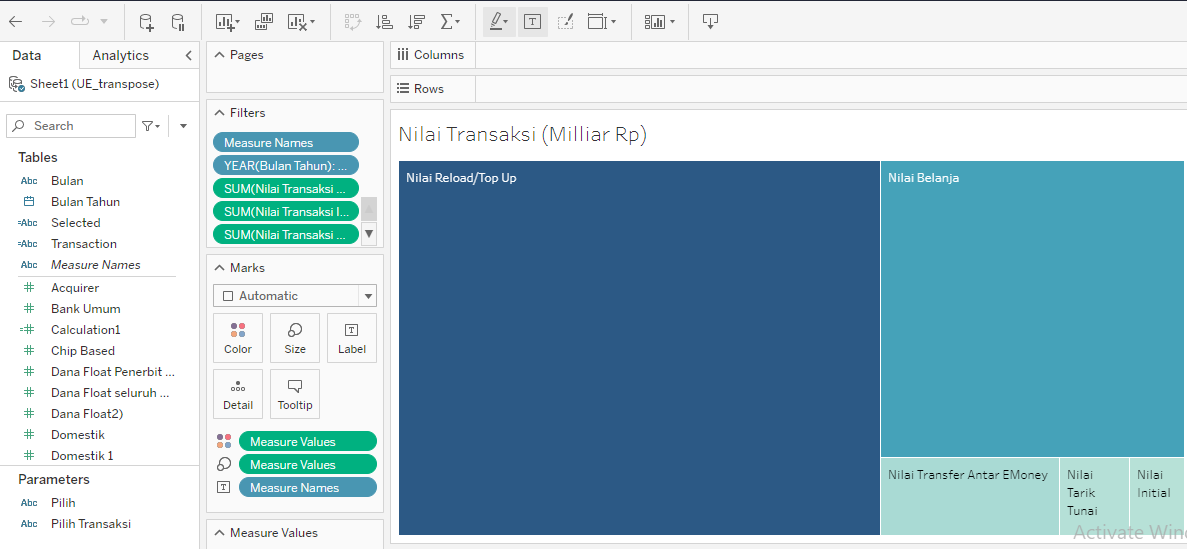 Data
Analytics
Sheet1 (UE_transpose)
Search
Tables
Abc Bulan
Bulan Tahun
=Abc Selected
=Abc Transaction
Abc Measure Names
# Acquirer
# Bank Umum
=# Calculation1
# Chip Based
# Dana Float Penerbit ...
# Dana Float seluruh ...
# Dana Float2)
# Domestik
# Domestik 1
Parameters
Abc Pilih
Abc Pilih Transaksi
Pages
Filters
Measure Names
YEAR(Bulan Tahun): ...
SUM(Nilai Transaksi ...
SUM(Nilai Transaksi I...
SUM(Nilai Transaksi ...
Marks
Automatic
Color
Size
T
Label
Detail
Tooltip
Measure Values
Measure Values
T Measure Names
Measure Values
T
Columns
Rows
Nilai Transaksi (Milliar Rp)
Nilai Reload/Top Up
Nilai Belanja
Nilai Transfer Antar EMoney
Nilai
Tarik
Tunai
Nilai
Initial
Activate